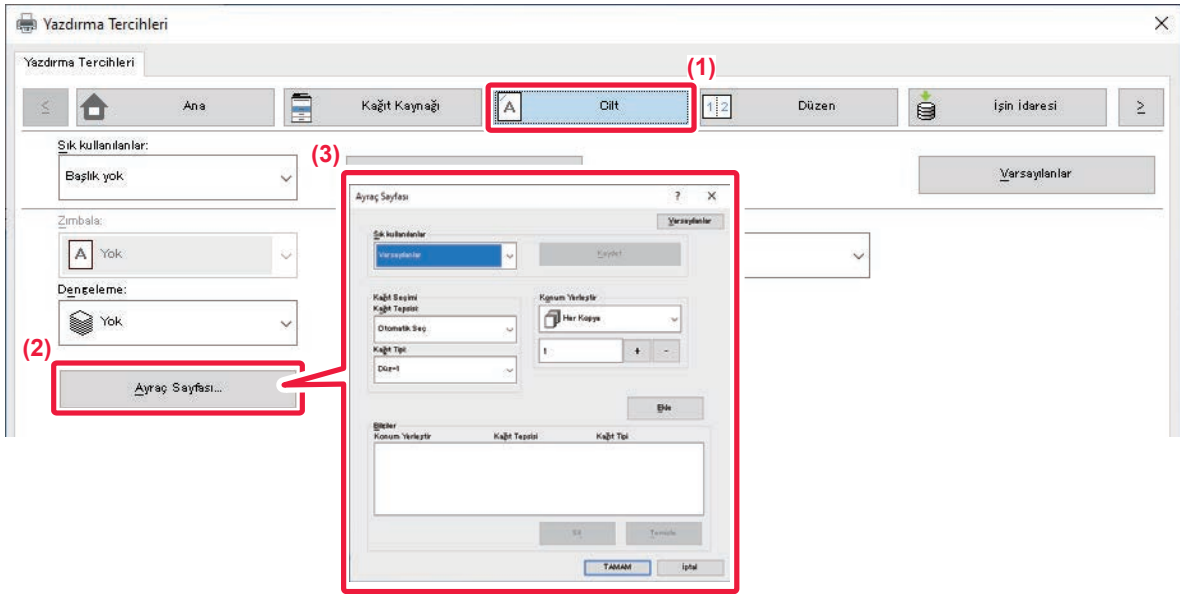 Yazdırma Tercihleri
Yazdırma Tercihleri
(1)
≤ Ana Kağıt Kaynağı A Cilt 1 2 Düzen İşin İdaresi ≥
Sık kullanılanlar:
(3)
Başlık yok
Varsayılanlar
Ayraç Sayfası ? X
Varsayılanlar
Zımbala:
Sık kullanılanlar
A Yok
Varsayılanlar Kaydet
Dengeleme:
Kağıt Seçimi Konum Yerleştir
Kağıt Tepsisi:
Yok
Otomatik Seç Her Kopya
(2)
Kağıt Tipi:
1 + -
Düz-1
Ayraç Sayfası...
Ekle
Bilgiler
Konum Yerleştir Kağıt Tepsisi Kağıt Tipi
Sil Temizle
TAMAM İptal